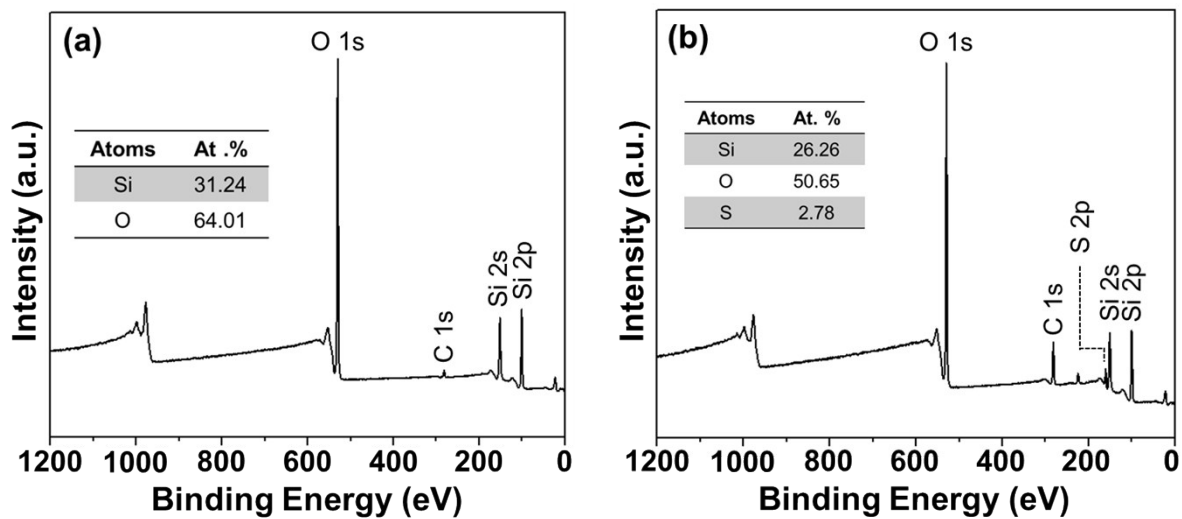 (a)
O 1s
Atoms At .%
Si 31.24
O 64.01
C 1s
Si 2s
Si 2p
Intensity (a.u.)
1200 1000 800 600 400 200 0
Binding Energy (eV)
(b)
O 1s
Atoms At. %
Si 26.26
O 50.65
S 2.78
C 1s
S 2p
Si 2s
Si 2p
Intensity (a.u.)
1200 1000 800 600 400 200 0
Binding Energy (eV)